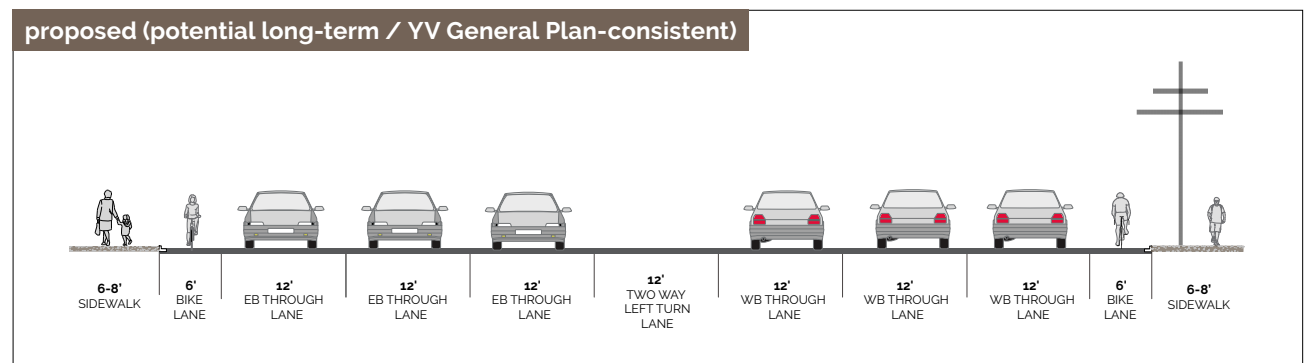 proposed (potential long-term / YV General Plan-consistent)
6-8'
SIDEWALK
6'
BIKE
LANE
12'
EB THROUGH
LANE
12'
EB THROUGH
LANE
12'
EB THROUGH
LANE
12'
TWO WAY
LEFT TURN
LANE
12'
WB THROUGH
LANE
12'
WB THROUGH
LANE
12'
WB THROUGH
LANE
6'
BIKE
LANE
6-8'
SIDEWALK